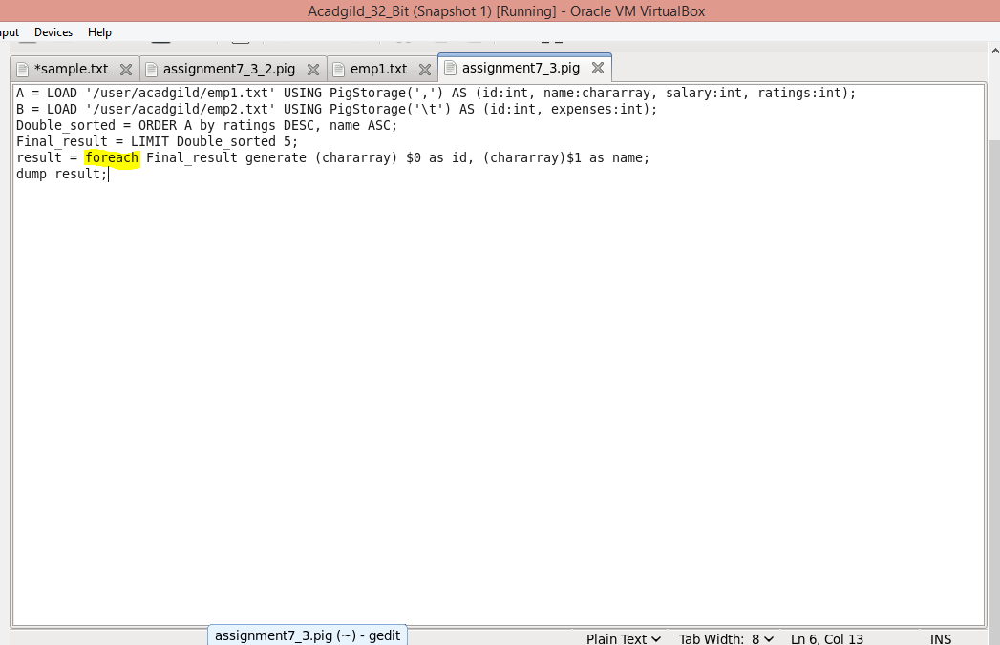 Acadgild_32_Bit (Snapshot 1) [Running] - Oracle VM VirtualBox
nput Devices Help
*sample.txt assignment7_3_2.pig emp1.txt assignment7_3.pig
A = LOAD '/user/acadgild/emp1.txt' USING PigStorage(',') AS (id:int, name:chararray, salary:int, ratings:int);
B = LOAD '/user/acadgild/emp2.txt' USING PigStorage('\t') AS (id:int, expenses:int);
Double_sorted = ORDER A by ratings DESC, name ASC;
Final_result = LIMIT Double_sorted 5;
result = foreach Final_result generate (chararray) $0 as id, (chararray)$1 as name;
dump result;
assignment7_3.pig (~) - gedit
Plain Text Tab Width: 8 Ln 6, Col 13 INS